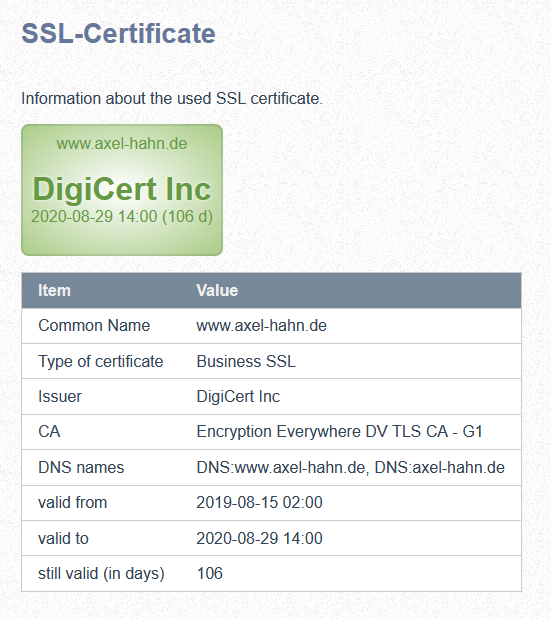 SSL-Certificate
Information about the used SSL certificate.
www.axel-hahn.de
DigiCert Inc
2020-08-29 14:00 (106 d)
Item Value
Common Name www.axel-hahn.de
Type of certificate Business SSL
Issuer DigiCert Inc
CA Encryption Everywhere DV TLS CA - G1
DNS names DNS:www.axel-hahn.de, DNS:axel-hahn.de
valid from 2019-08-15 02:00
valid to 2020-08-29 14:00
still valid (in days) 106